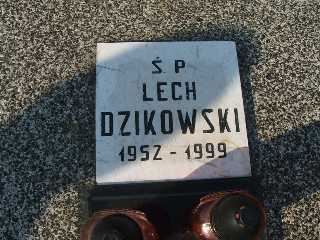 Ś P
LECH
DZIKOWSKI
1952 - 1999